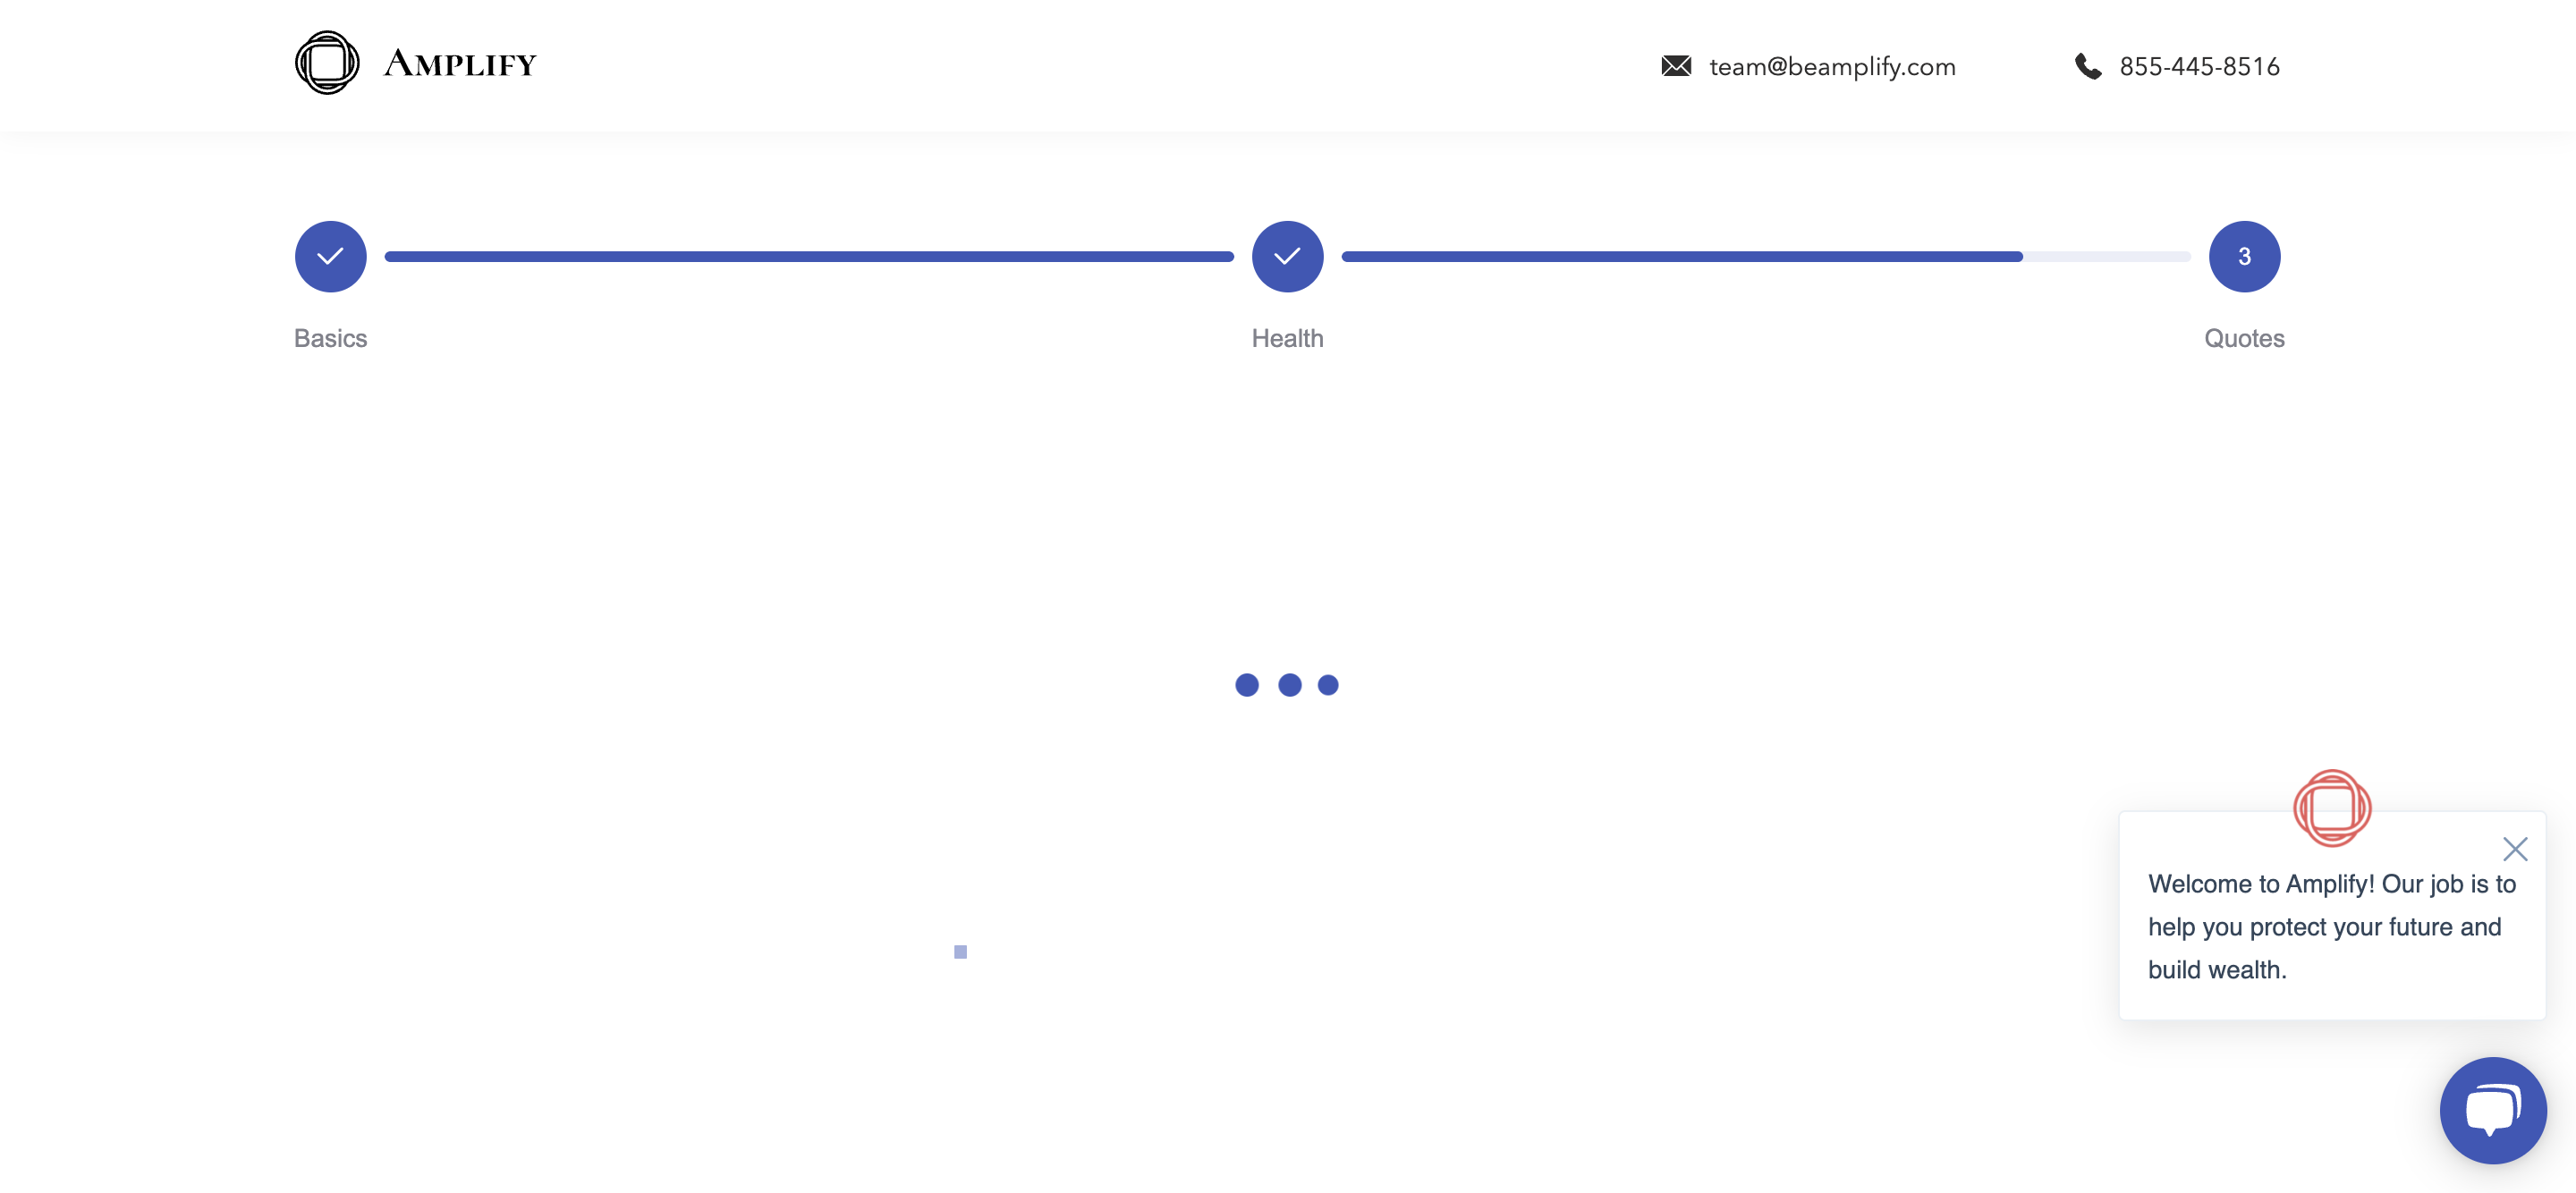 AMPLIFY
team@beamplify.com
855-445-8516
3
Basics
Health
Quotes
Welcome to Amplify! Our job is to
help you protect your future and
build wealth.